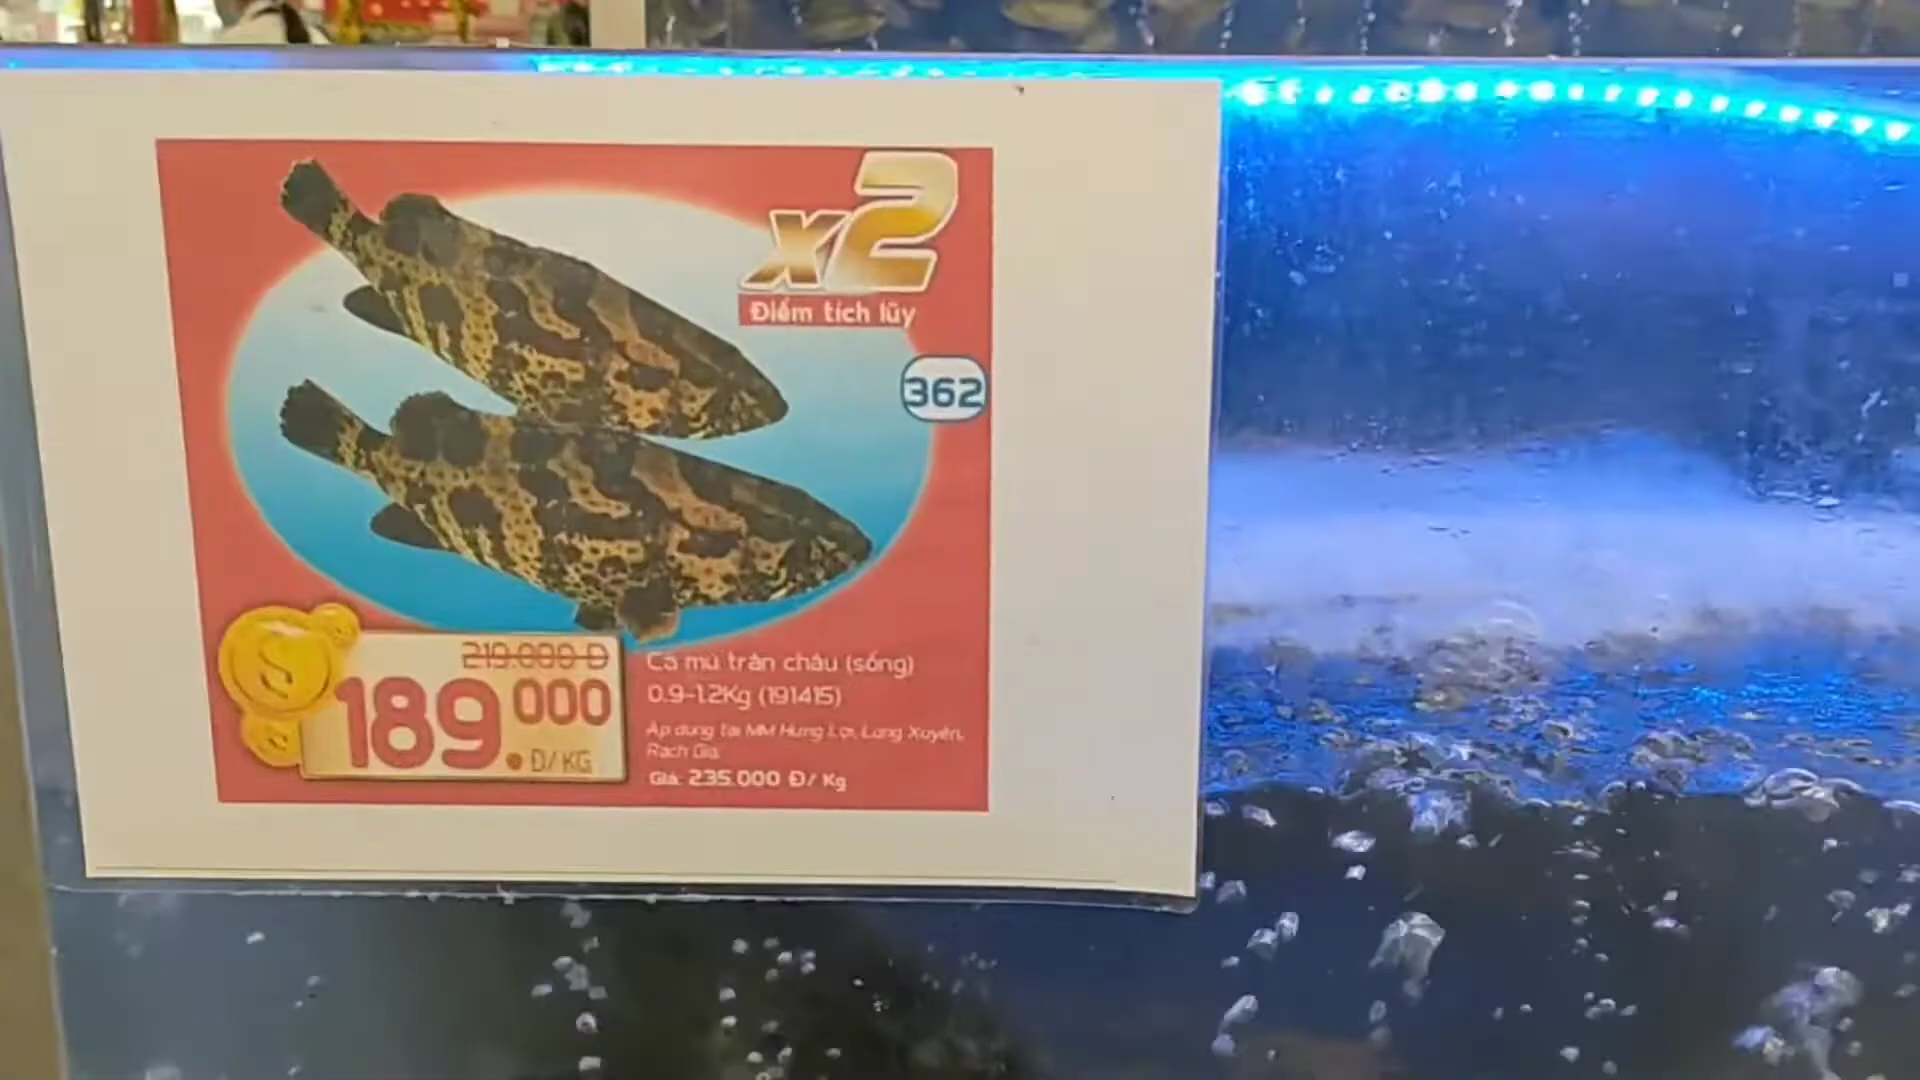 x2
Điểm tích lũy
362
219.000 Đ
189.000
Đ/KG
Cá mú trân châu (sống)
0.9-1.2Kg (191415)
Áp dụng tại MM Hưng Lợi, Long Xuyên,
Rạch Giá
Giá: 235.000 Đ/ Kg